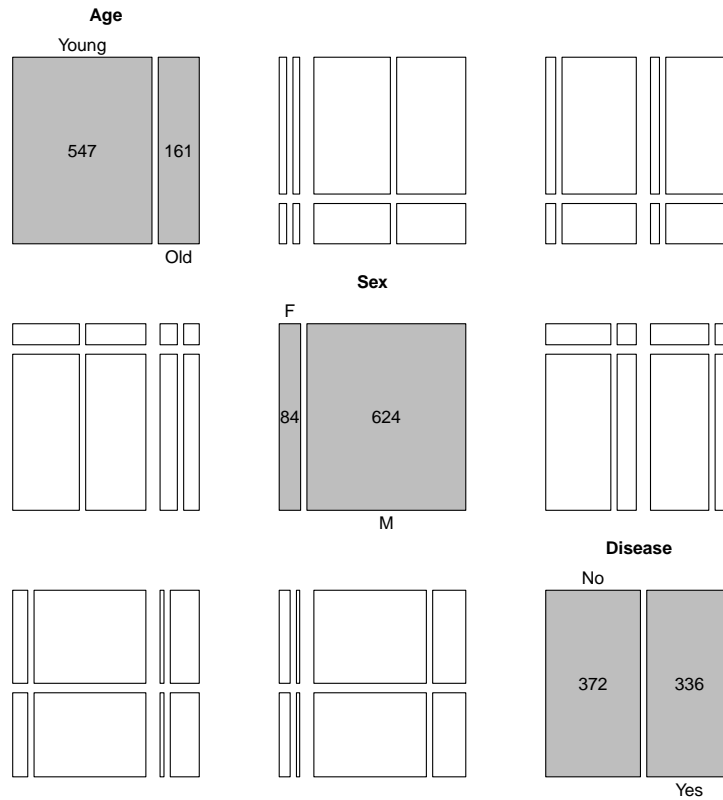 Age
Young
547
161
Old
Sex
F
84
624
M
Disease
No
372
336
Yes